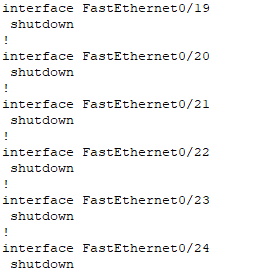 interface FastEthernet0/19
 shutdown
!
interface FastEthernet0/20
 shutdown
!
interface FastEthernet0/21
 shutdown
!
interface FastEthernet0/22
 shutdown
!
interface FastEthernet0/23
 shutdown
!
interface FastEthernet0/24
 shutdown